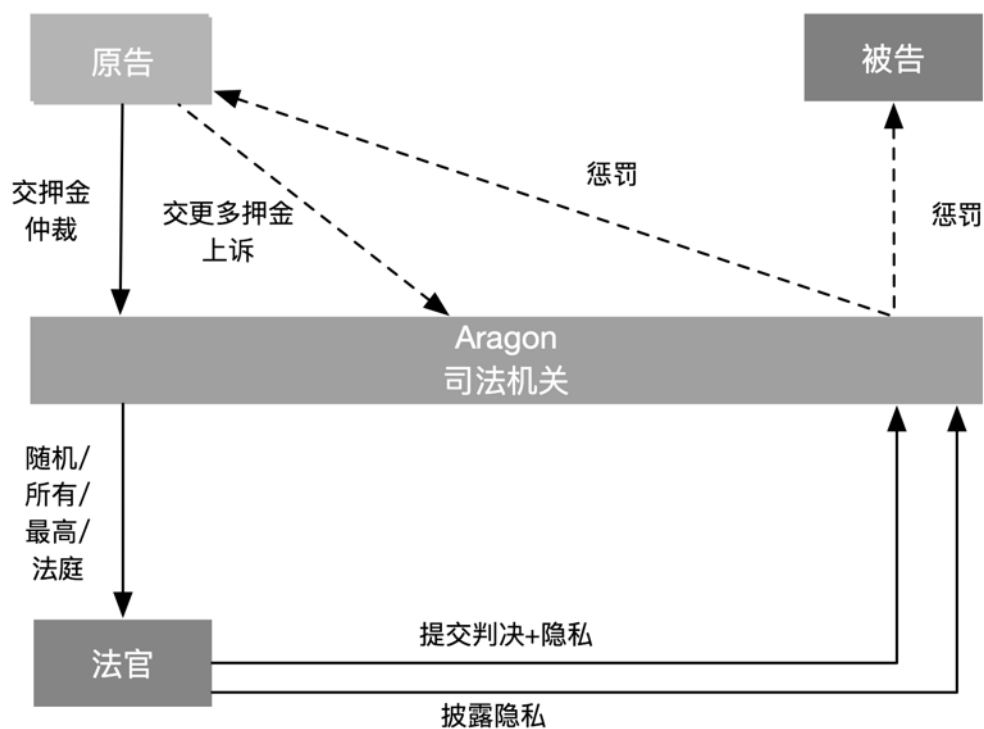 原告
被告
交押金
仲裁
交更多押金
上诉
惩罚
惩罚
Aragon
司法机关
随机/
所有/
最高/
法庭
法官
提交判决+隐私
披露隐私